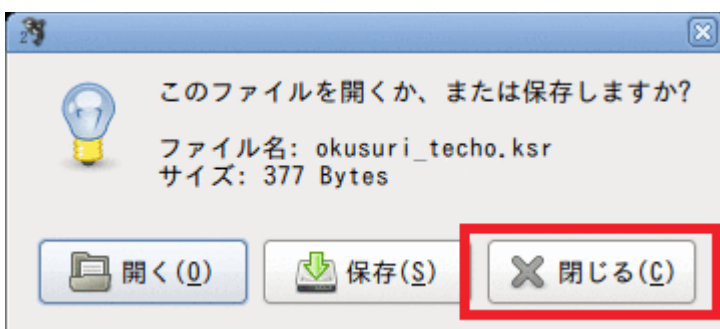 このファイルを開くか、または保存しますか?
ファイル名: okusuri_techo.ksr
サイズ: 377 Bytes
開く(O) 保存(S) 閉じる(C)